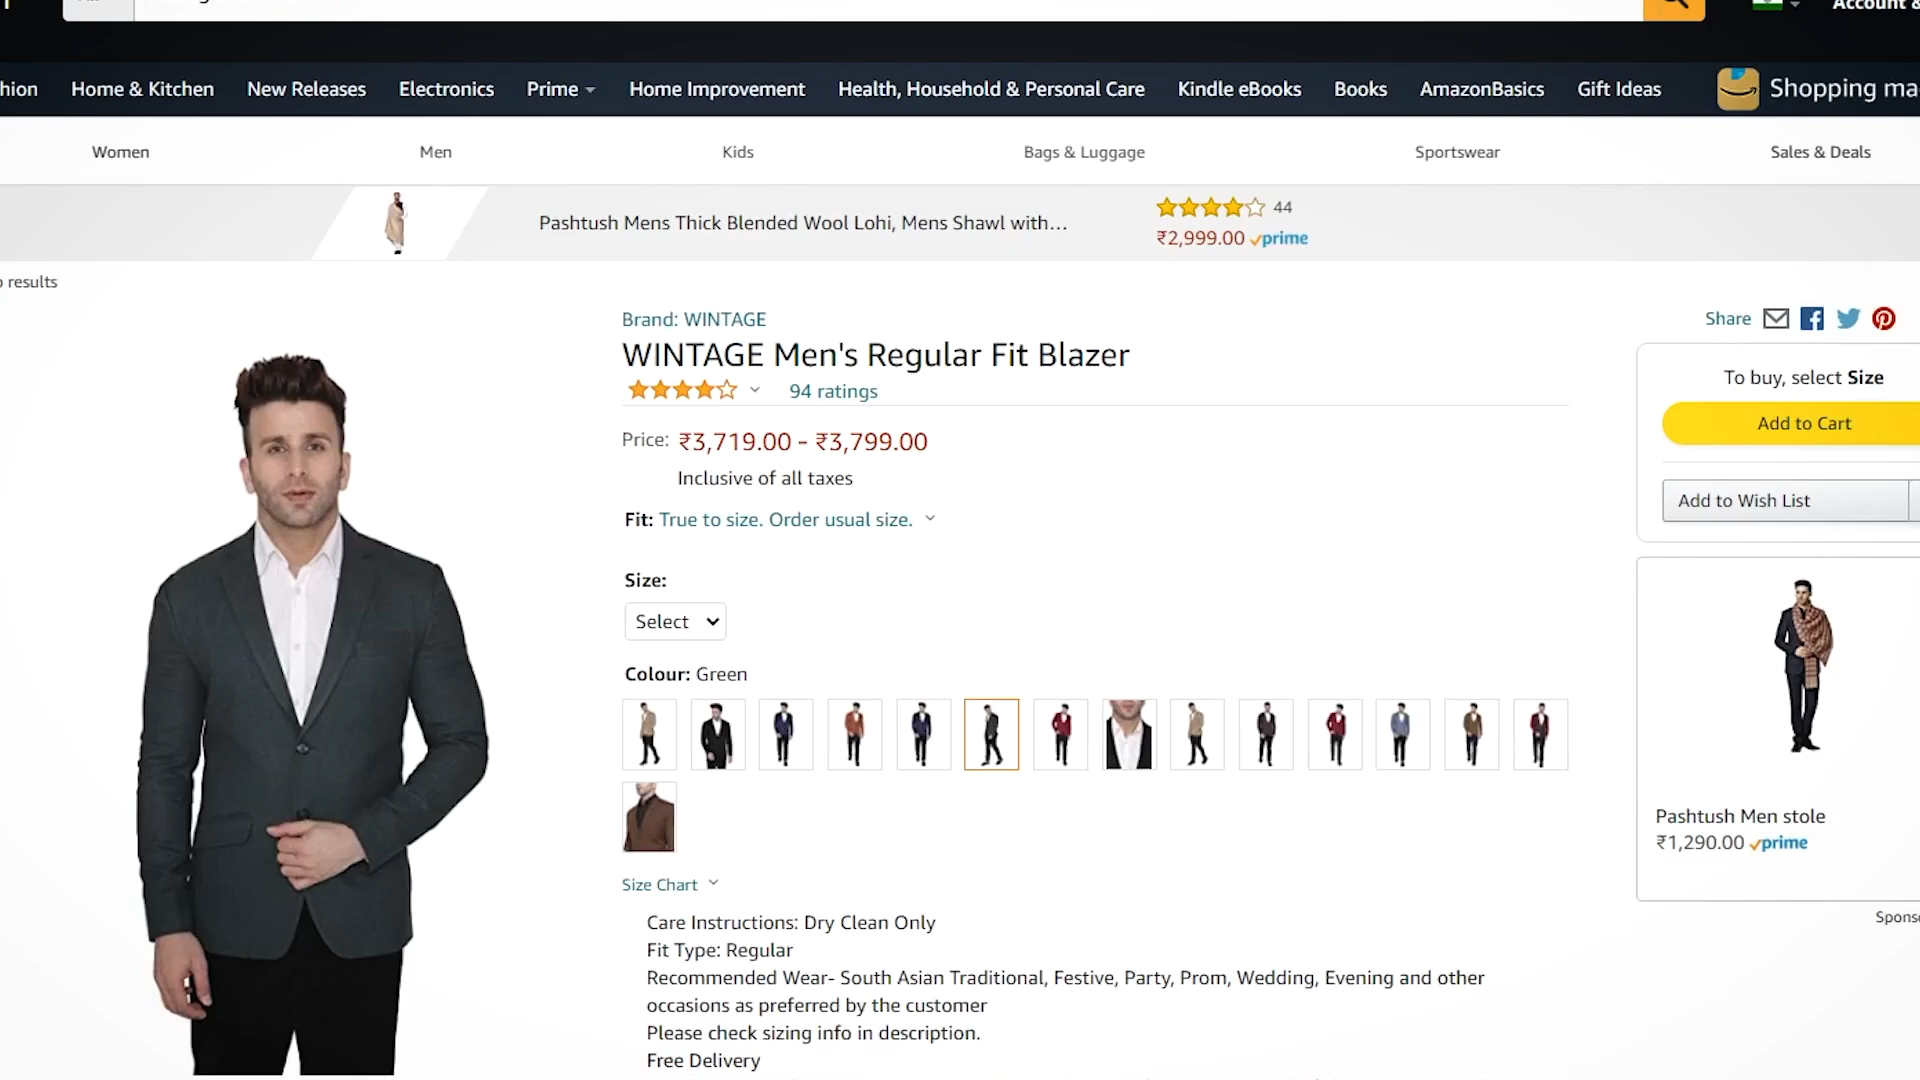 Account &
hion Home & Kitchen New Releases Electronics Prime Home Improvement Health, Household & Personal Care Kindle eBooks Books AmazonBasics Gift Ideas Shopping ma
Women Men Kids Bags & Luggage Sportswear Sales & Deals
Pashtush Mens Thick Blended Wool Lohi, Mens Shawl with…
44
₹2,999.00 prime
results
Share
Brand: WINTAGE
WINTAGE Men's Regular Fit Blazer
94 ratings
Price: ₹3,719.00 - ₹3,799.00
Inclusive of all taxes
Fit: True to size. Order usual size.
Size:
Select
Colour: Green
Size Chart
Care Instructions: Dry Clean Only
Fit Type: Regular
Recommended Wear- South Asian Traditional, Festive, Party, Prom, Wedding, Evening and other
occasions as preferred by the customer
Please check sizing info in description.
Free Delivery
To buy, select Size
Add to Cart
Add to Wish List
Pashtush Men stole
₹1,290.00 prime
Spons